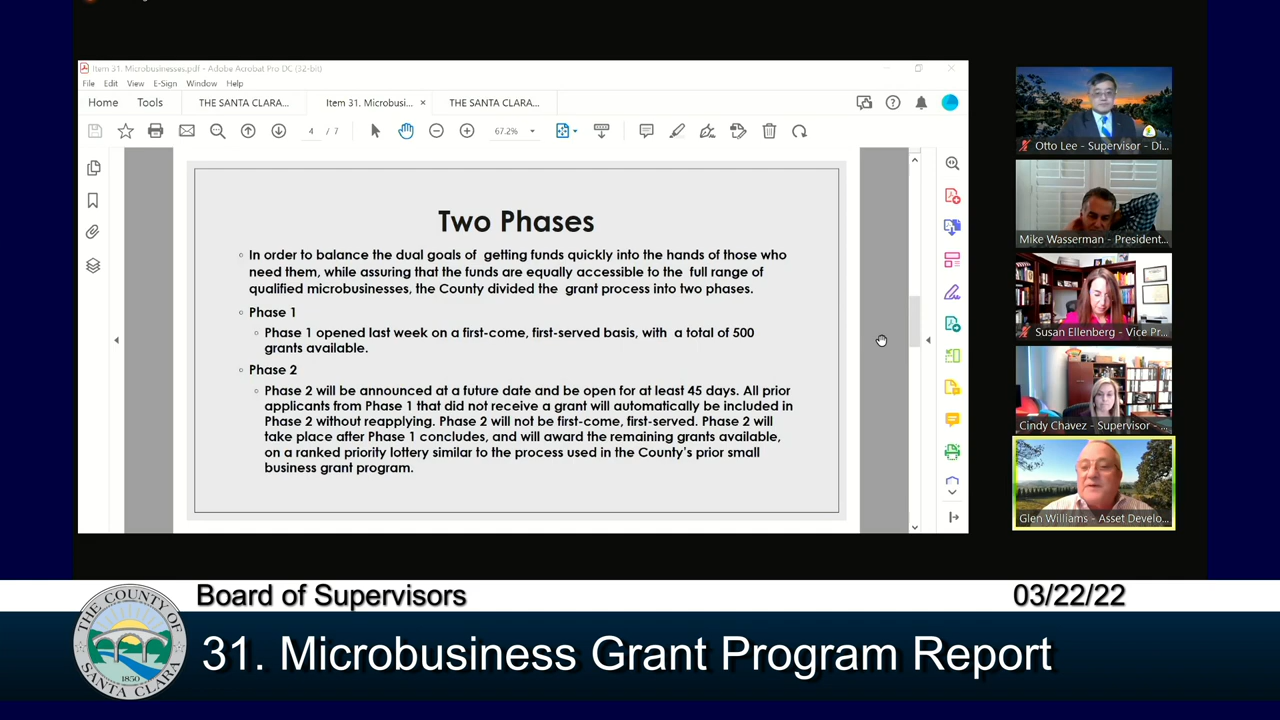 Item 31. Microbusinesses.pdf - Adobe Acrobat Pro DC (32-bit)
File Edit View E-Sign Window Help
Home Tools THE SANTA CLARA... Item 31. Microbusi... × THE SANTA CLARA...
4 / 7 67.2%
Two Phases
In order to balance the dual goals of getting funds quickly into the hands of those who
need them, while assuring that the funds are equally accessible to the full range of
qualified microbusinesses, the County divided the grant process into two phases.
Phase 1
Phase 1 opened last week on a first-come, first-served basis, with a total of 500
grants available.
Phase 2
Phase 2 will be announced at a future date and be open for at least 45 days. All prior
applicants from Phase 1 that did not receive a grant will automatically be included in
Phase 2 without reapplying. Phase 2 will not be first-come, first-served. Phase 2 will
take place after Phase 1 concludes, and will award the remaining grants available,
on a ranked priority lottery similar to the process used in the County's prior small
business grant program.
Otto Lee - Supervisor - Di...
Mike Wasserman - President...
Susan Ellenberg - Vice Pr...
Cindy Chavez - Supervisor - ...
Glen Williams - Asset Develo...
Board of Supervisors 03/22/22
31. Microbusiness Grant Program Report
THE COUNTY OF
SANTA CLARA
1850